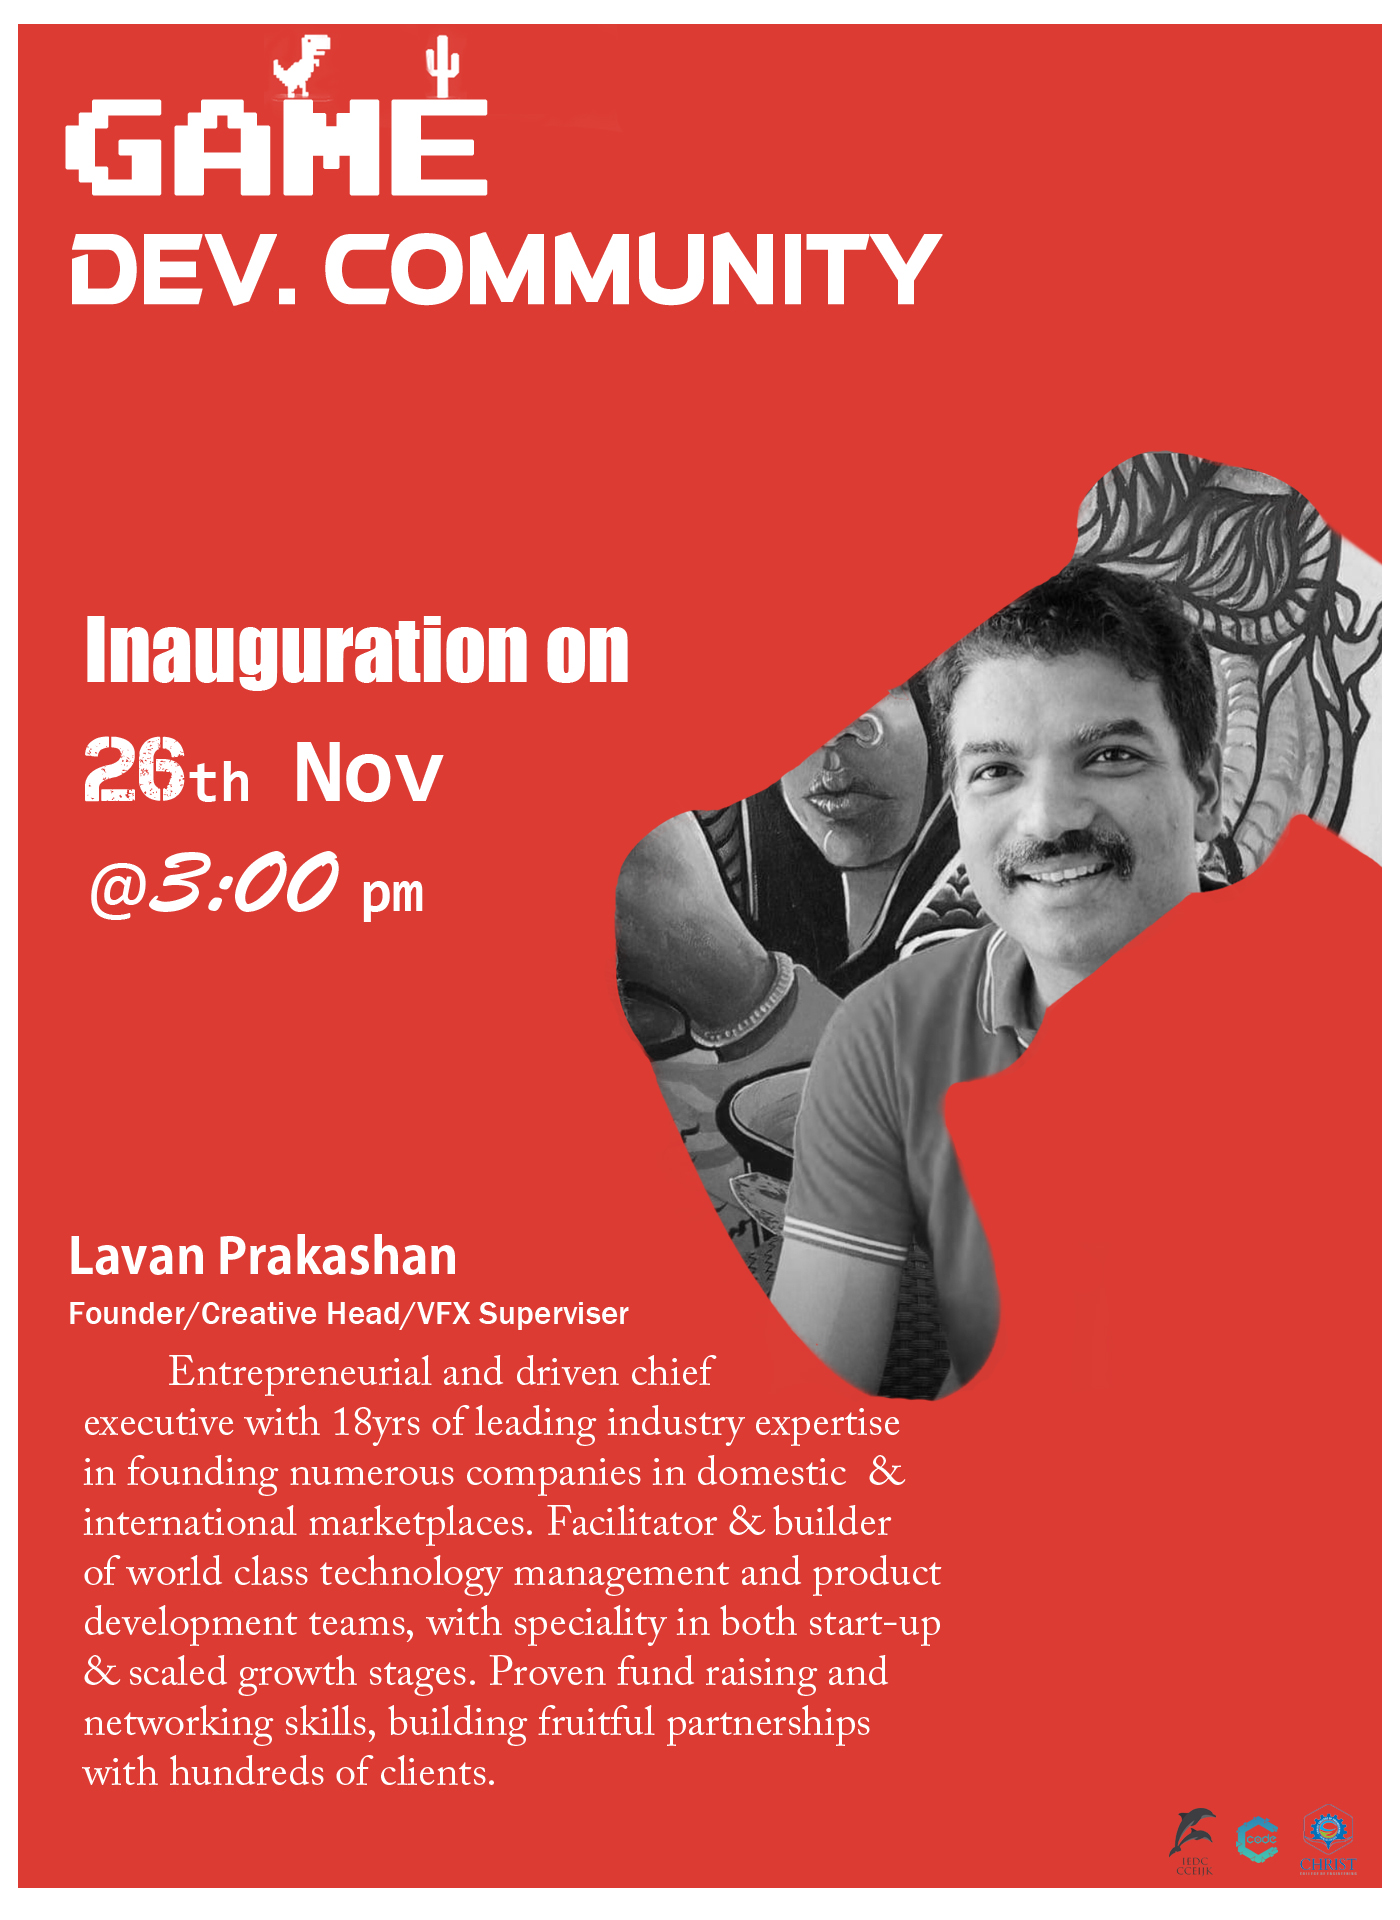 GAME
DEV. COMMUNITY
Inauguration on
26th Nov
@3:00 pm
Lavan Prakashan
Founder/Creative Head/VFX Superviser
Entrepreneurial and driven chief
executive with 18yrs of leading industry expertise
in founding numerous companies in domestic &
international marketplaces. Facilitator & builder
of world class technology management and product
development teams, with speciality in both start-up
& scaled growth stages. Proven fund raising and
networking skills, building fruitful partnerships
with hundreds of clients.
IEDC
CCEIJK
code
CHRIST